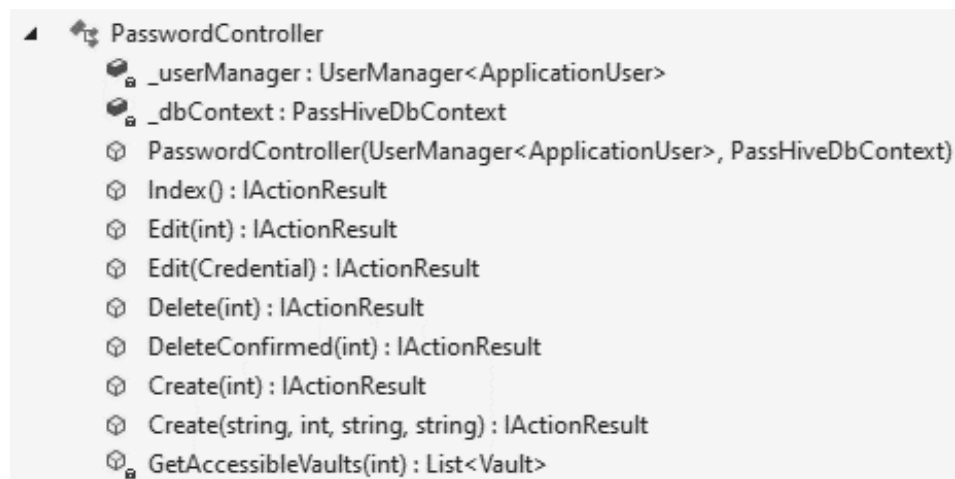 PasswordController
_userManager : UserManager<ApplicationUser>
_dbContext : PassHiveDbContext
PasswordController(UserManager<ApplicationUser>, PassHiveDbContext)
Index() : IActionResult
Edit(int) : IActionResult
Edit(Credential) : IActionResult
Delete(int) : IActionResult
DeleteConfirmed(int) : IActionResult
Create(int) : IActionResult
Create(string, int, string, string) : IActionResult
GetAccessibleVaults(int) : List<Vault>